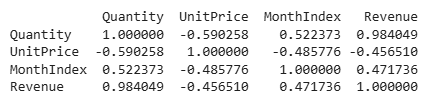 Quantity UnitPrice MonthIndex Revenue
Quantity 1.000000 -0.590258 0.522373 0.984049
UnitPrice -0.590258 1.000000 -0.485776 -0.456510
MonthIndex 0.522373 -0.485776 1.000000 0.471736
Revenue 0.984049 -0.456510 0.471736 1.000000